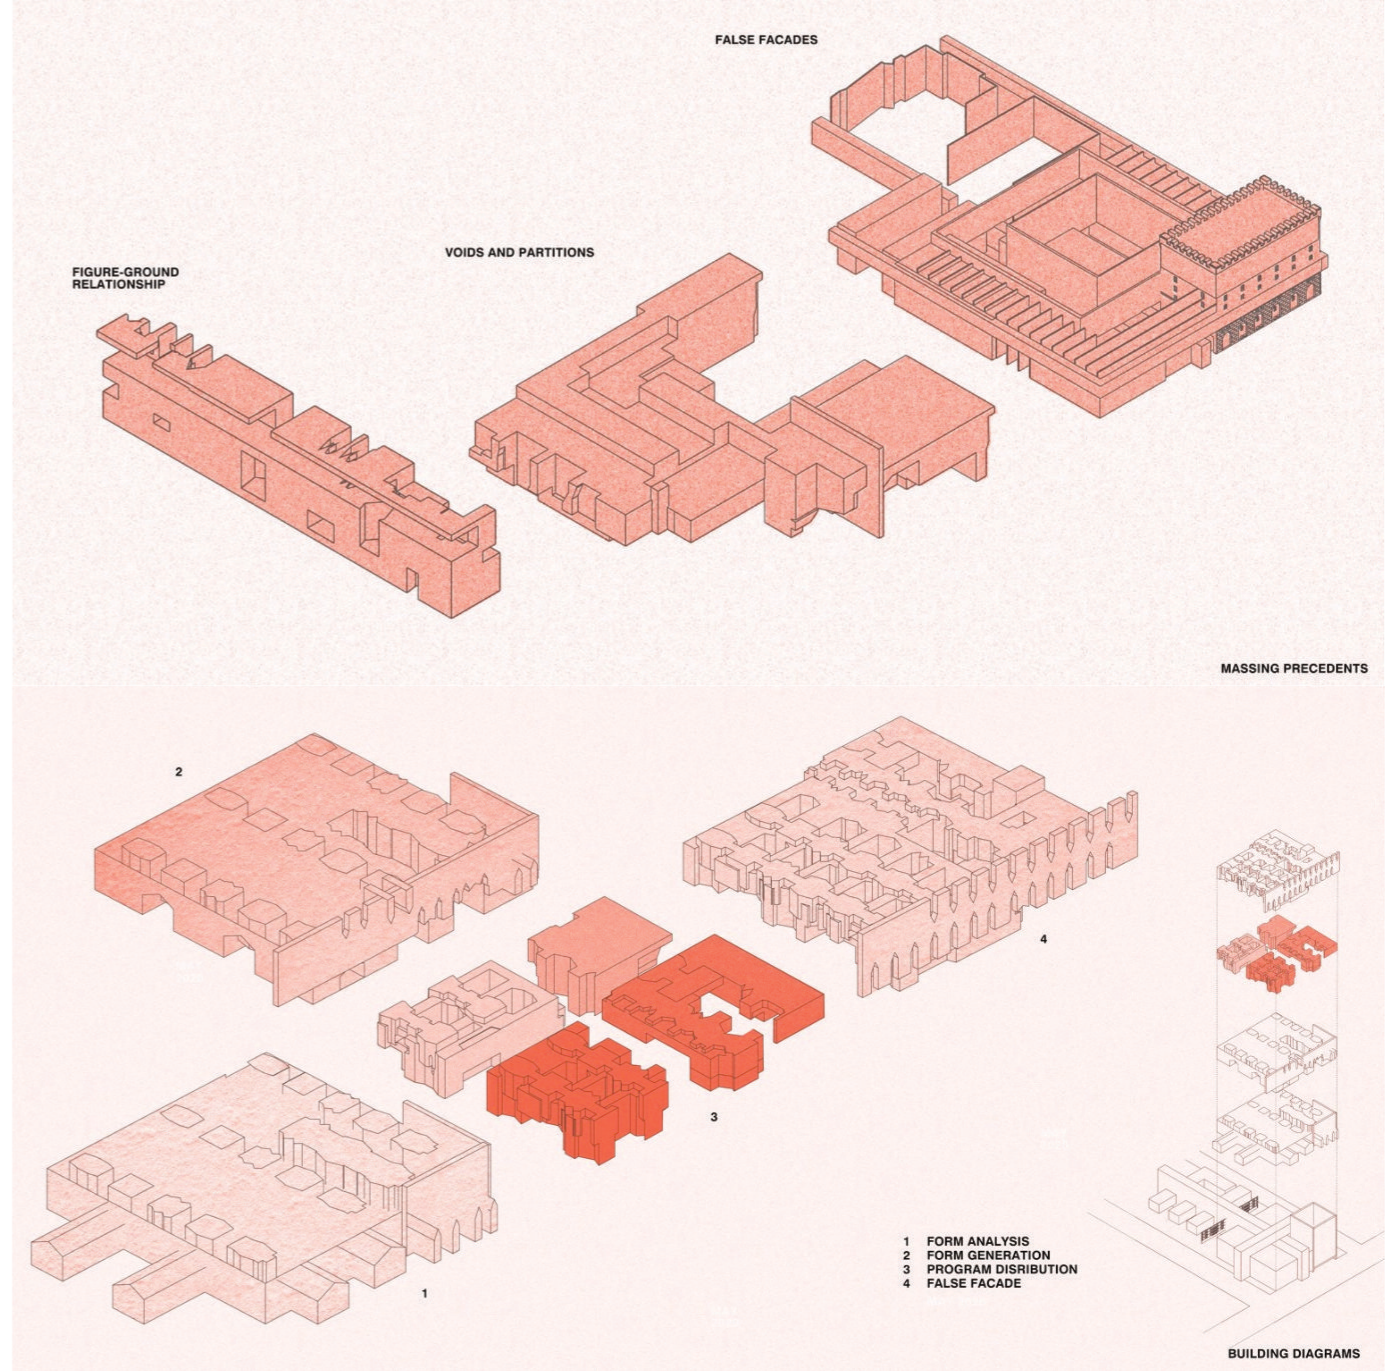 FALSE FACADES
VOIDS AND PARTITIONS
FIGURE-GROUND
RELATIONSHIP
MASSING PRECEDENTS
2
4
3
1
1 FORM ANALYSIS
2 FORM GENERATION
3 PROGRAM DISRIBUTION
4 FALSE FACADE
BUILDING DIAGRAMS